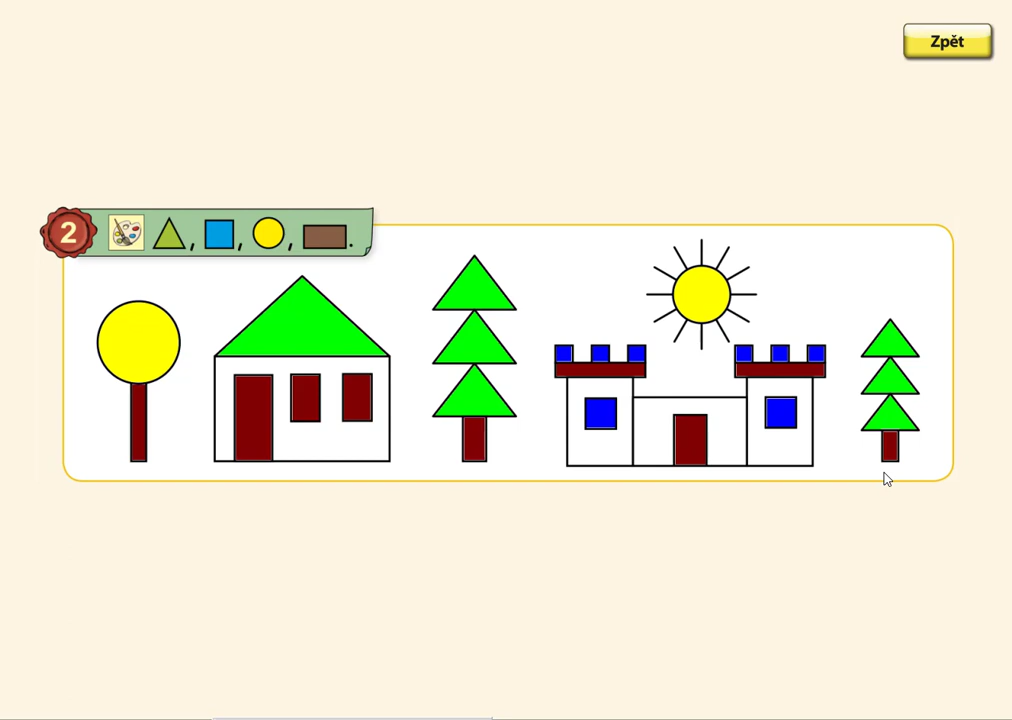 Zpět
2 , , , .